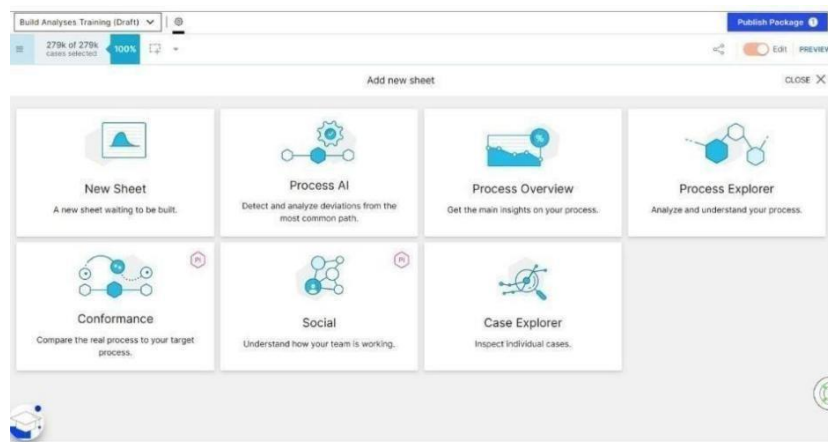 Build Analyses Training (Draft)
Publish Package
279k of 279k
cases selected
100%
Edit
PREVIEW
Add new sheet
CLOSE
New Sheet
A new sheet waiting to be built.
Process AI
Detect and analyze deviations from the
most common path.
Process Overview
Get the main insights on your process.
Process Explorer
Analyze and understand your process.
Conformance
Compare the real process to your target
process.
Social
Understand how your team is working.
Case Explorer
Inspect individual cases.
%
PI
PI